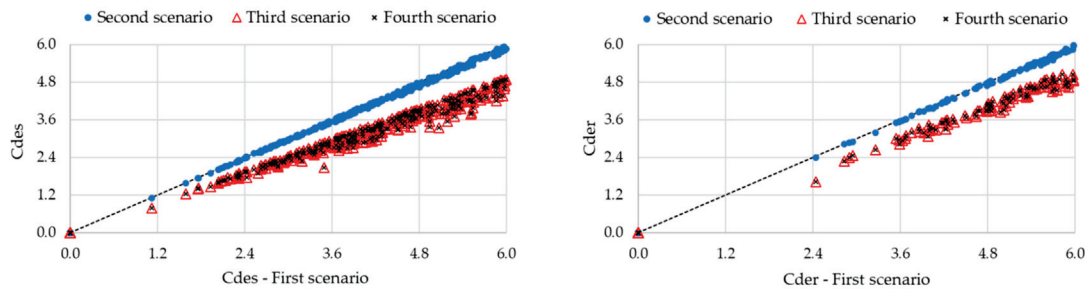 Second scenario Third scenario Fourth scenario
6.0
4.8
3.6
2.4
1.2
0.0
Cdes
0.0 1.2 2.4 3.6 4.8 6.0
Cdes - First scenario
Second scenario Third scenario Fourth scenario
6.0
4.8
3.6
2.4
1.2
0.0
Cder
0.0 1.2 2.4 3.6 4.8 6.0
Cder - First scenario